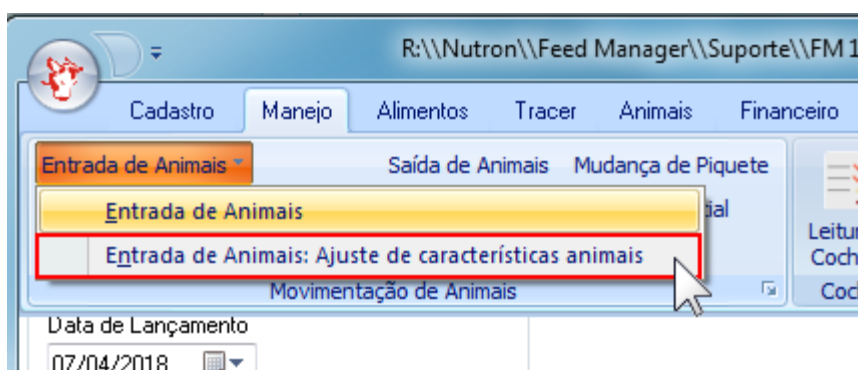 R:\\Nutron\\Feed Manager\\Suporte\\FM 1
Cadastro Manejo Alimentos Tracer Animais Financeiro
Entrada de Animais Saída de Animais Mudança de Piquete
Entrada de Animais
Entrada de Animais: Ajuste de características animais
Movimentação de Animais
Data de Lançamento
07/04/2018